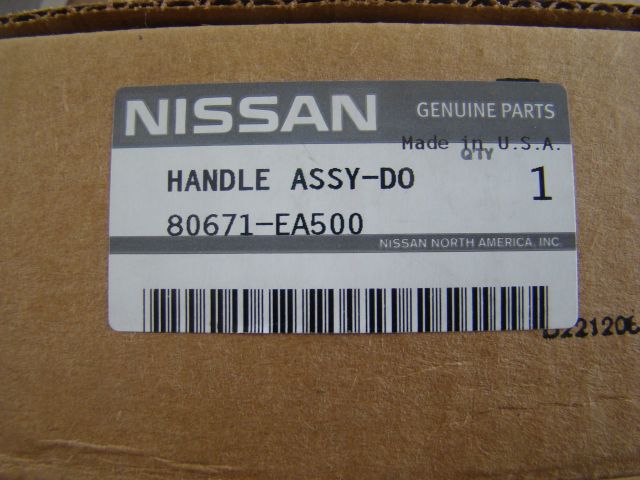 NISSAN GENUINE PARTS
Made in U.S.A.
QTY
HANDLE ASSY-DO 1
80671-EA500
NISSAN NORTH AMERICA, INC.